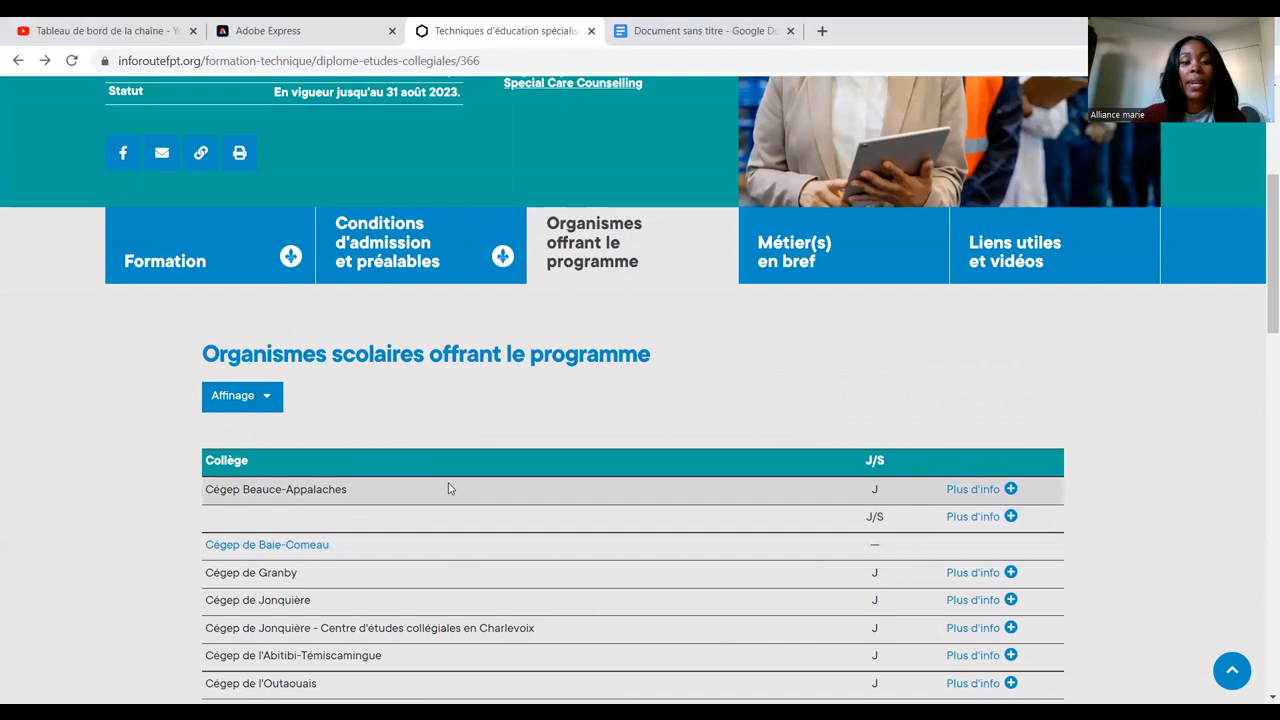 Tableau de bord de la chaîne - Y
Adobe Express
Techniques d'éducation spécialis
Document sans titre - Google Do
inforoutefpt.org/formation-technique/diplome-etudes-collegiales/366
Alliance marie
Statut
En vigueur jusqu'au 31 août 2023.
Special Care Counselling
Formation
Conditions
d'admission
et préalables
Organismes
offrant le
programme
Métier(s)
en bref
Liens utiles
et vidéos
Organismes scolaires offrant le programme
Affinage
Collège J/S
Cégep Beauce-Appalaches J Plus d'info
J/S Plus d'info
Cégep de Baie-Comeau —
Cégep de Granby J Plus d'info
Cégep de Jonquière J Plus d'info
Cégep de Jonquière - Centre d'études collégiales en Charlevoix J Plus d'info
Cégep de l'Abitibi-Témiscamingue J Plus d'info
Cégep de l'Outaouais J Plus d'info